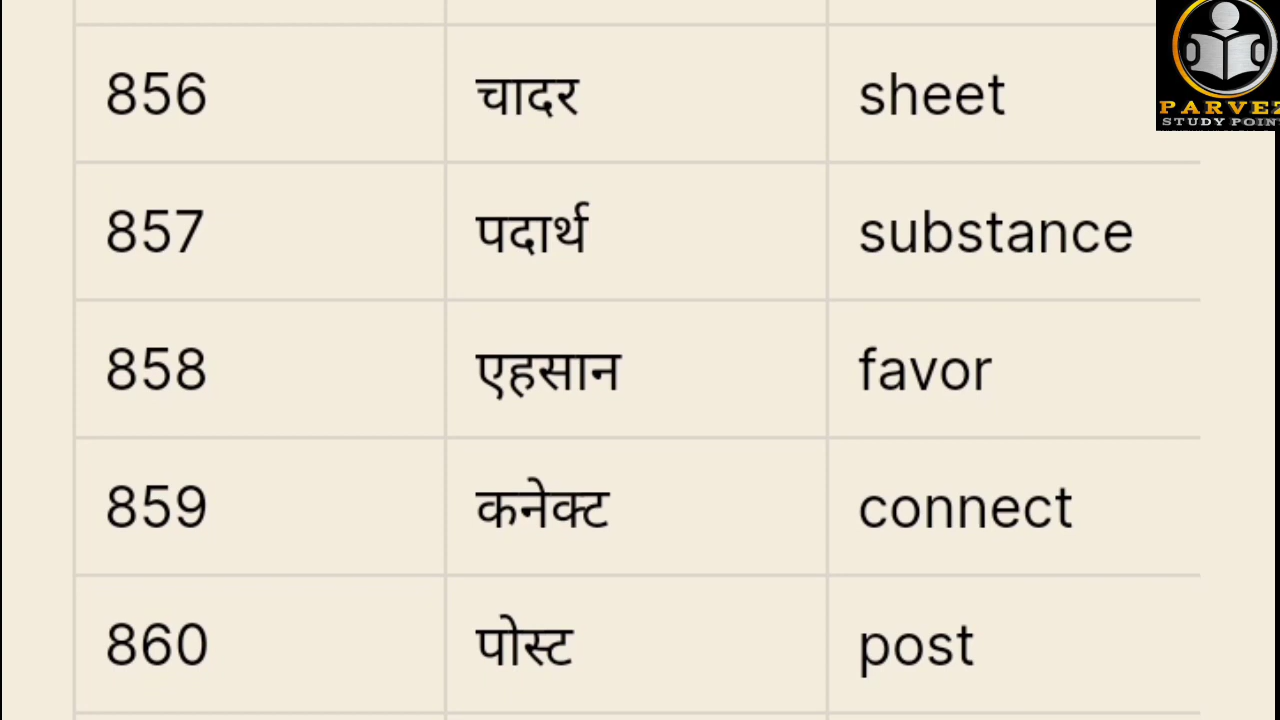 PARVEZ
STUDY POINT
856 चादर sheet
857 पदार्थ substance
858 एहसान favor
859 कनेक्ट connect
860 पोस्ट post